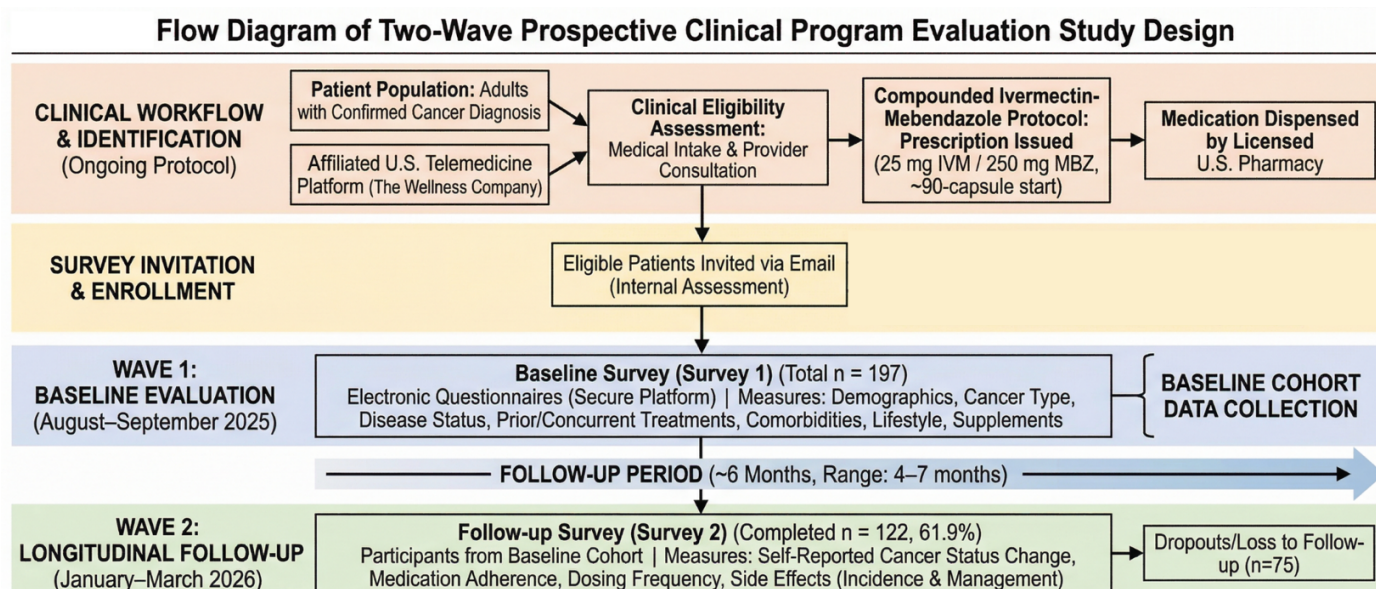 Flow Diagram of Two-Wave Prospective Clinical Program Evaluation Study Design
CLINICAL WORKFLOW
& IDENTIFICATION
(Ongoing Protocol)
Patient Population: Adults
with Confirmed Cancer Diagnosis
Affiliated U.S. Telemedicine
Platform (The Wellness Company)
Clinical Eligibility
Assessment:
Medical Intake & Provider
Consultation
Compounded Ivermectin-
Mebendazole Protocol:
Prescription Issued
(25 mg IVM / 250 mg MBZ,
~90-capsule start)
Medication Dispensed
by Licensed
U.S. Pharmacy
SURVEY INVITATION
& ENROLLMENT
Eligible Patients Invited via Email
(Internal Assessment)
WAVE 1:
BASELINE EVALUATION
(August–September 2025)
Baseline Survey (Survey 1) (Total n = 197)
Electronic Questionnaires (Secure Platform) | Measures: Demographics, Cancer Type,
Disease Status, Prior/Concurrent Treatments, Comorbidities, Lifestyle, Supplements
BASELINE COHORT
DATA COLLECTION
FOLLOW-UP PERIOD (~6 Months, Range: 4–7 months)
WAVE 2:
LONGITUDINAL FOLLOW-UP
(January–March 2026)
Follow-up Survey (Survey 2) (Completed n = 122, 61.9%)
Participants from Baseline Cohort | Measures: Self-Reported Cancer Status Change,
Medication Adherence, Dosing Frequency, Side Effects (Incidence & Management)
Dropouts/Loss to Follow-
up (n=75)